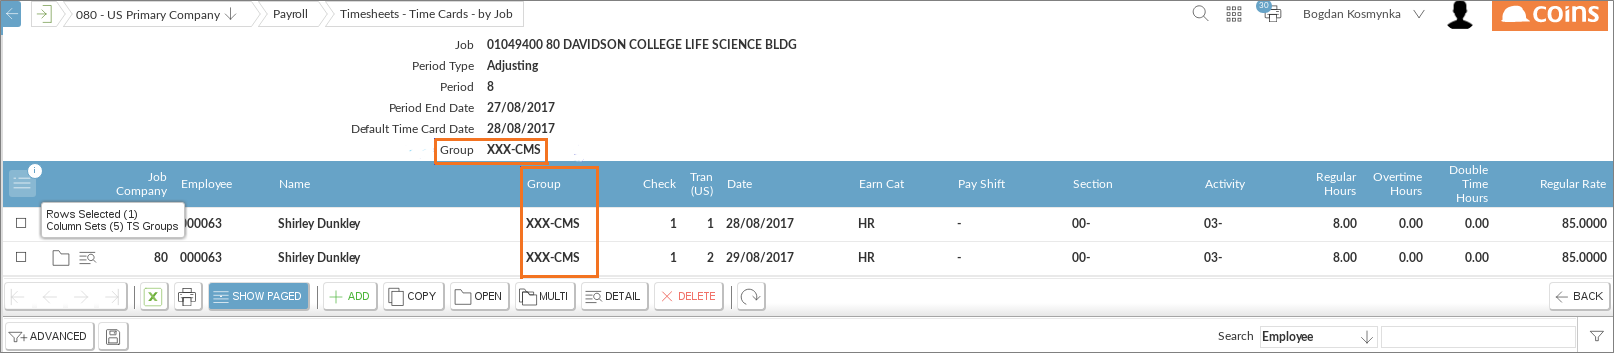 080 - US Primary Company
Payroll
Timesheets - Time Cards - by Job
30
Bogdan Kosmynka
coins
Job 01049400 80 DAVIDSON COLLEGE LIFE SCIENCE BLDG
Period Type Adjusting
Period 8
Period End Date 27/08/2017
Default Time Card Date 28/08/2017
Group XXX-CMS
i
Job Company Employee Name Group Check Tran (US) Date Earn Cat Pay Shift Section Activity Regular Hours Overtime Hours Double Time Hours Regular Rate
Rows Selected (1)
Column Sets (5) TS Groups
000063 Shirley Dunkley XXX-CMS 1 1 28/08/2017 HR - 00- 03- 8.00 0.00 0.00 85.0000
80 000063 Shirley Dunkley XXX-CMS 1 2 29/08/2017 HR - 00- 03- 8.00 0.00 0.00 85.0000
X SHOW PAGED ADD COPY OPEN MULTI DETAIL DELETE BACK
ADVANCED Search Employee